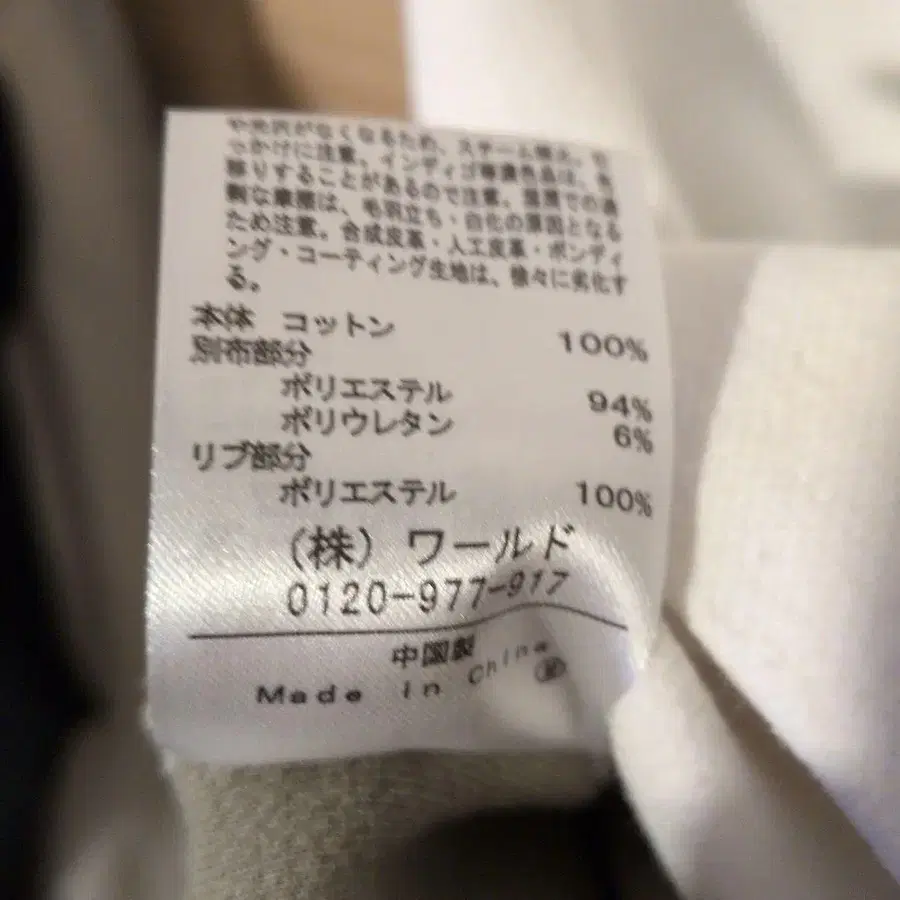 や光沢がなくなるため、スチーム
っかけに注意。インディゴ等濃色品は、色
移りすることがあるので注意。湿潤での過
剰な摩擦は、毛羽立ち・白化の原因となる
ため注意。合成皮革・人工皮革・ボンディ
ング・コーティング生地は、徐々に劣化す
る。
本体 コットン 100%
別布部分
ポリエステル 94%
ポリウレタン 6%
リブ部分
ポリエステル 100%
(株) ワールド
0120-977-917
中国製
Made in China